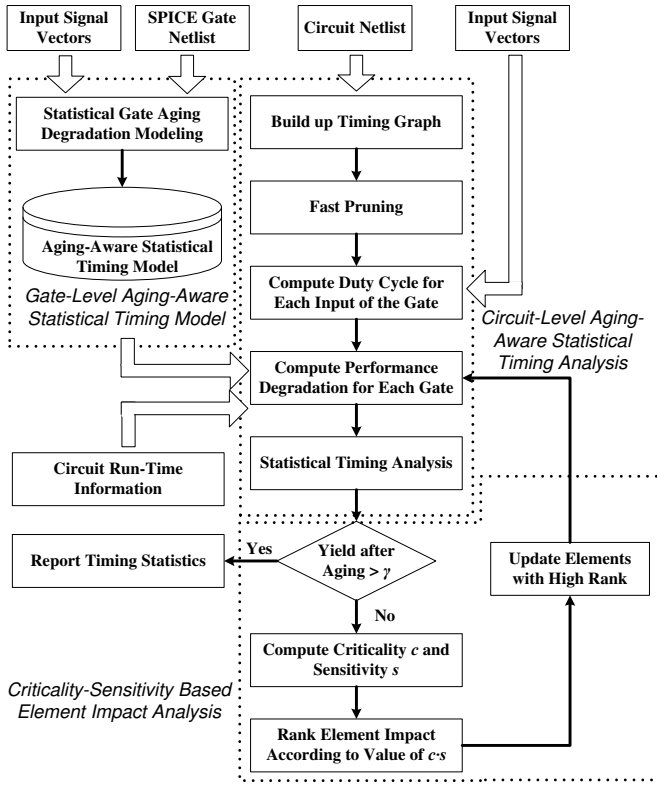 Input Signal
Vectors
SPICE Gate
Netlist
Circuit Netlist
Input Signal
Vectors
Statistical Gate Aging
Degradation Modeling
Build up Timing Graph
Fast Pruning
Aging-Aware Statistical
Timing Model
Gate-Level Aging-Aware
Statistical Timing Model
Compute Duty Cycle for
Each Input of the Gate
Circuit-Level Aging-
Aware Statistical
Timing Analysis
Compute Performance
Degradation for Each Gate
Circuit Run-Time
Information
Statistical Timing Analysis
Report Timing Statistics
Yes
Yield after
Aging > γ
Update Elements
with High Rank
No
Compute Criticality c and
Sensitivity s
Criticality-Sensitivity Based
Element Impact Analysis
Rank Element Impact
According to Value of c·s